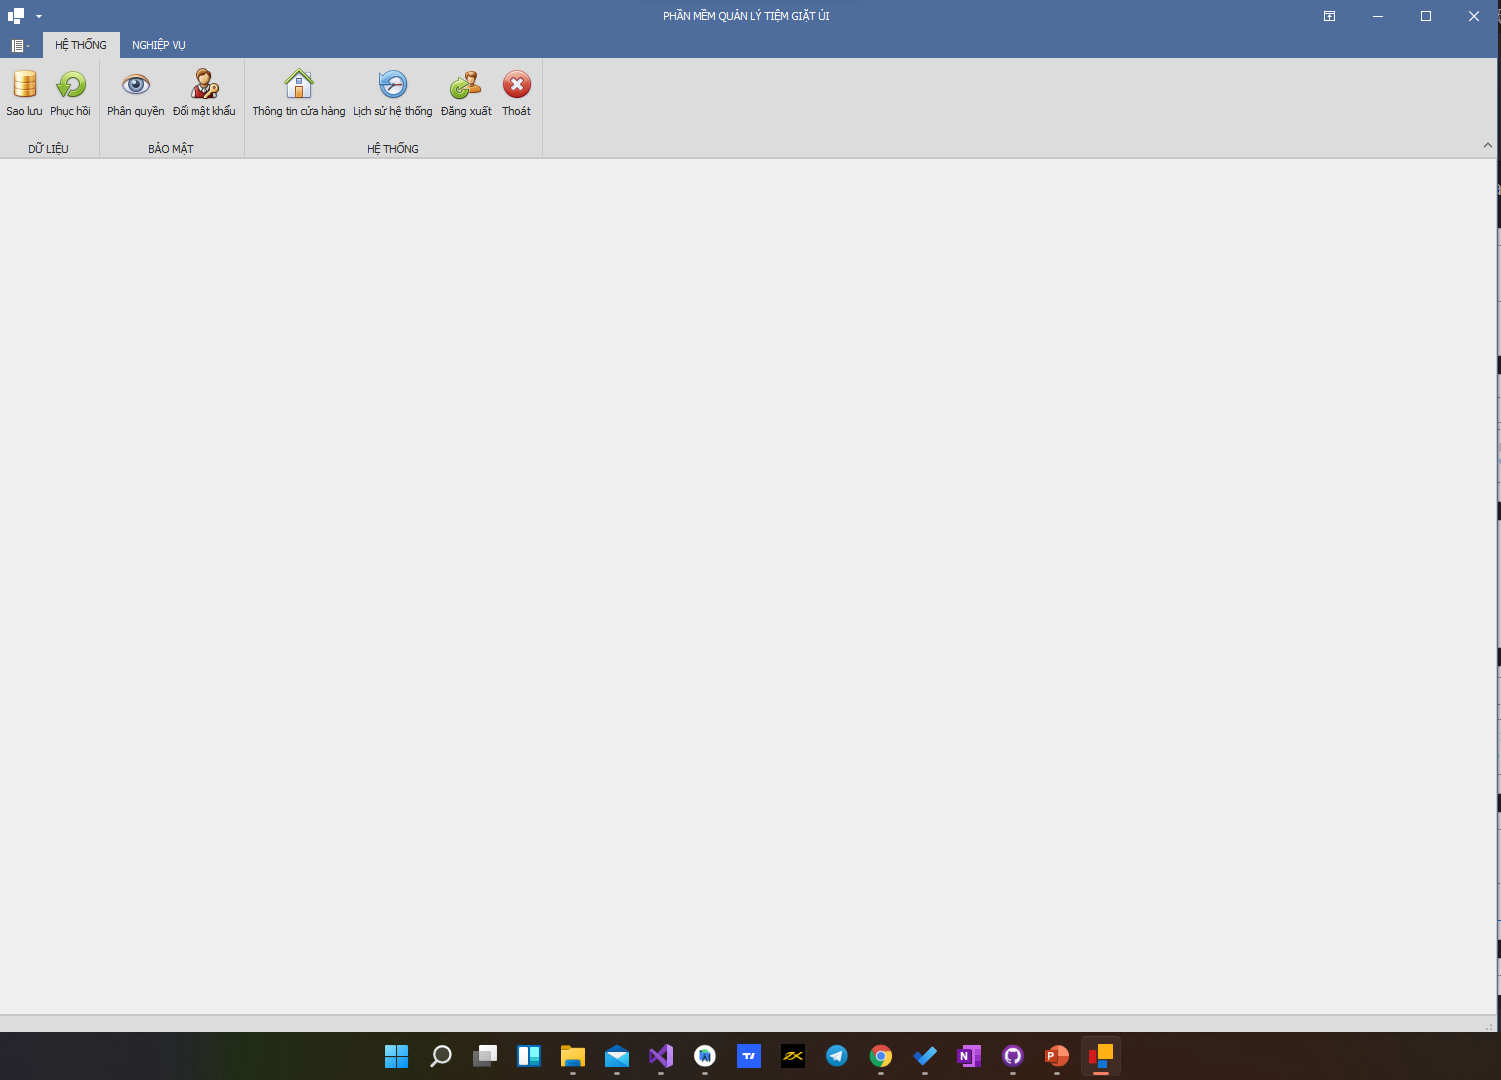 PHẦN MỀM QUẢN LÝ TIỆM GIẶT ỦI
HỆ THỐNG NGHIỆP VỤ
Sao lưu Phục hồi Phân quyền Đổi mật khẩu Thông tin cửa hàng Lịch sử hệ thống Đăng xuất Thoát
DỮ LIỆU BẢO MẬT HỆ THỐNG